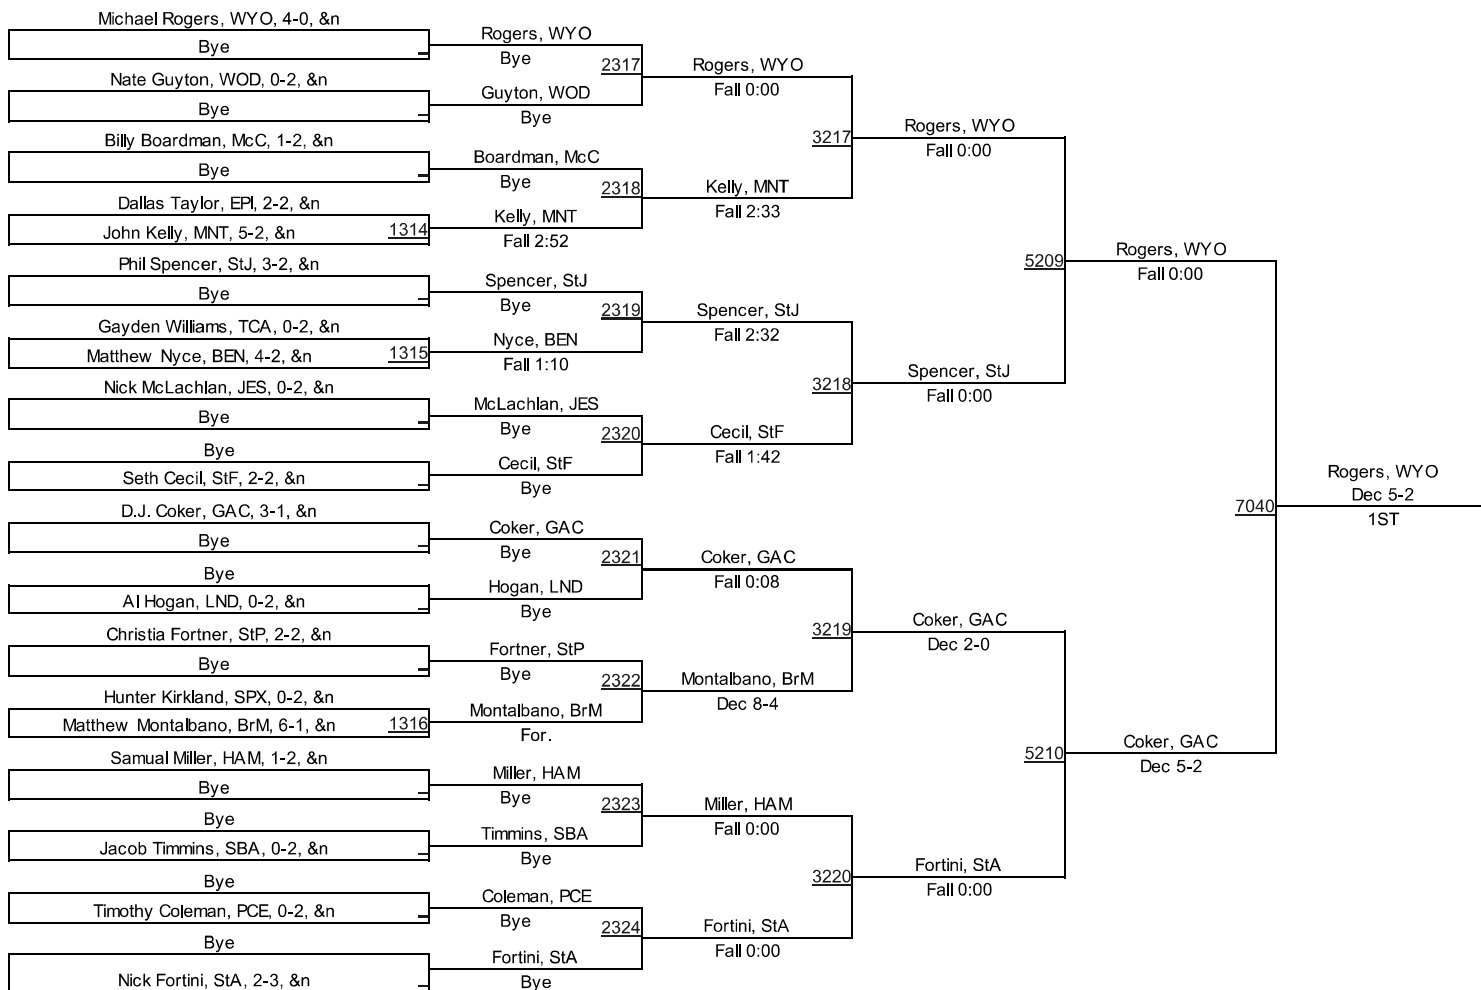 Michael Rogers, WYO, 4-0, &n
Bye
Nate Guyton, WOD, 0-2, &n
Bye
Billy Boardman, McC, 1-2, &n
Bye
Dallas Taylor, EPI, 2-2, &n
John Kelly, MNT, 5-2, &n
1314
Phil Spencer, StJ, 3-2, &n
Bye
Gayden Williams, TCA, 0-2, &n
Matthew Nyce, BEN, 4-2, &n
1315
Nick McLachlan, JES, 0-2, &n
Bye
Bye
Seth Cecil, StF, 2-2, &n
D.J. Coker, GAC, 3-1, &n
Bye
Bye
Al Hogan, LND, 0-2, &n
Christia Fortner, StP, 2-2, &n
Bye
Hunter Kirkland, SPX, 0-2, &n
Matthew Montalbano, BrM, 6-1, &n
1316
Samual Miller, HAM, 1-2, &n
Bye
Bye
Jacob Timmins, SBA, 0-2, &n
Bye
Timothy Coleman, PCE, 0-2, &n
Bye
Nick Fortini, StA, 2-3, &n
Rogers, WYO
Bye
2317
Guyton, WOD
Bye
Boardman, McC
Bye
2318
Kelly, MNT
Fall 2:52
Spencer, StJ
Bye
2319
Nyce, BEN
Fall 1:10
McLachlan, JES
Bye
2320
Cecil, StF
Bye
Coker, GAC
Bye
2321
Hogan, LND
Bye
Fortner, StP
Bye
2322
Montalbano, BrM
For.
Miller, HAM
Bye
2323
Timmins, SBA
Bye
Coleman, PCE
Bye
2324
Fortini, StA
Bye
Rogers, WYO
Fall 0:00
3217
Kelly, MNT
Fall 2:33
Spencer, StJ
Fall 2:32
3218
Cecil, StF
Fall 1:42
Coker, GAC
Fall 0:08
3219
Montalbano, BrM
Dec 8-4
Miller, HAM
Fall 0:00
3220
Fortini, StA
Fall 0:00
Rogers, WYO
Fall 0:00
5209
Spencer, StJ
Fall 0:00
Coker, GAC
Dec 2-0
5210
Fortini, StA
Fall 0:00
Rogers, WYO
Fall 0:00
7040
Coker, GAC
Dec 5-2
Rogers, WYO
Dec 5-2
1ST